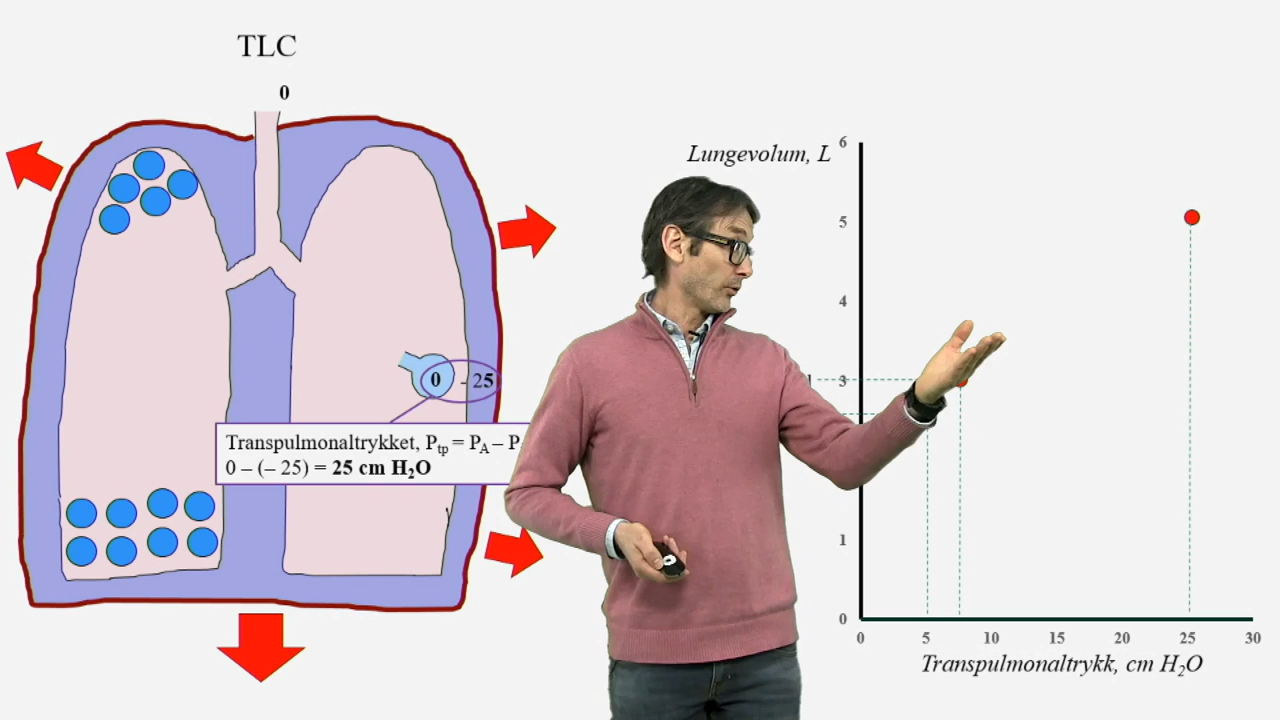 TLC
0
0 - 25
Transpulmonaltrykket, Ptp = PA – P
0 – (– 25) = 25 cm H₂O
Lungevolum, L
6
5
4
3
1
0
0 5 10 15 20 25 30
Transpulmonaltrykk, cm H₂O